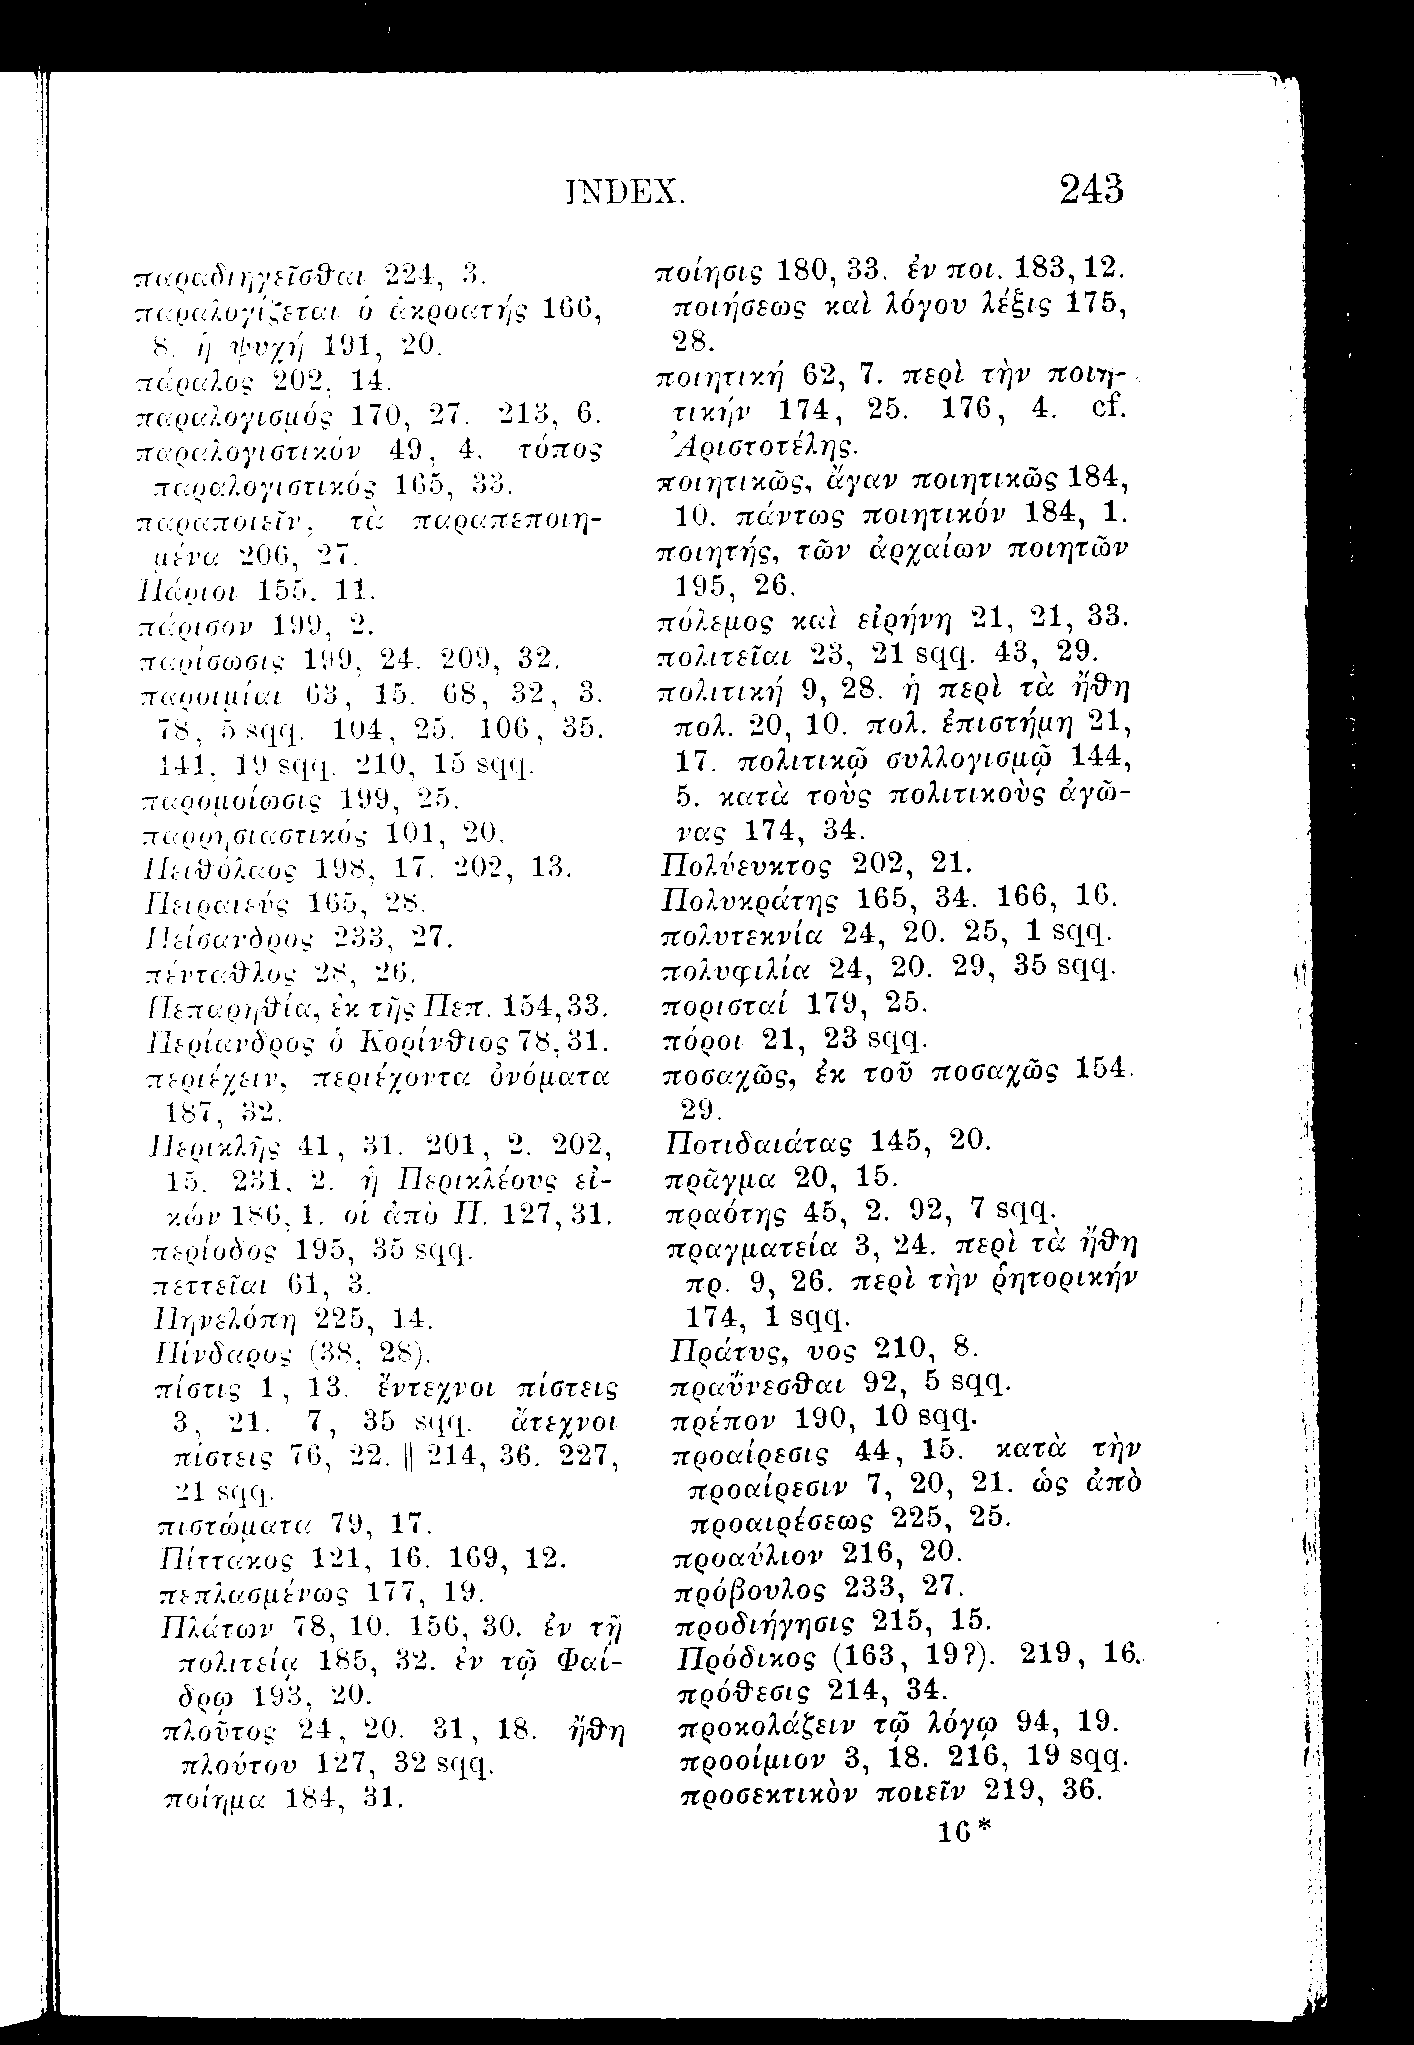 INDEX. 243
παραδιηγεῖσθαι 224, 3.
παραλογίζεται ὁ ἀκροατής 166,
8. ἡ ψυχή 191, 20.
πάραλος 202, 14.
παραλογισμός 170, 27. 213, 6.
παραλογιστικόν 49, 4. τόπος
παραλογιστικός 165, 33.
παραποιεῖν, τὰ παραπεποιη-
μένα 206, 27.
Πάριοι 155. 11.
πάρισον 199, 2.
παρίσωσις 199, 24. 209, 32.
παροιμίαι 63, 15. 68, 32, 3.
78, 5 sqq. 104, 25. 106, 35.
141, 19 sqq. 210, 15 sqq.
παρομοίωσις 199, 25.
παρρησιαστικός 101, 20.
Πειθόλαος 198, 17. 202, 13.
Πειραιεύς 165, 28.
Πείσανδρος 233, 27.
πένταθλος 28, 26.
Πεπαρηθία, ἐκ τῆς Πεπ. 154, 33.
Περίανδρος ὁ Κορίνθιος 78, 31.
περιέχειν, περιέχοντα ὀνόματα
187, 32.
Περικλῆς 41, 31. 201, 2. 202,
15. 231, 2. ἡ Περικλέους εἰ-
κών 186, 1. οἱ ἀπὸ Π. 127, 31.
περίοδος 195, 35 sqq.
πεττεῖαι 61, 3.
Πηνελόπη 225, 14.
Πίνδαρος (38, 28).
πίστις 1, 13. ἔντεχνοι πίστεις
3, 21. 7, 35 sqq. ἄτεχνοι
πίστεις 76, 22. || 214, 36. 227,
21 sqq.
πιστώματα 79, 17.
Πίττακος 121, 16. 169, 12.
πεπλασμένως 177, 19.
Πλάτων 78, 10. 156, 30. ἐν τῇ
πολιτείᾳ 185, 32. ἐν τῷ Φαί-
δρῳ 193, 20.
πλοῦτος 24, 20. 31, 18. ἤθη
πλούτου 127, 32 sqq.
ποίημα 184, 31.
ποίησις 180, 33. ἐν ποι. 183, 12.
ποιήσεως καὶ λόγου λέξις 175,
28.
ποιητική 62, 7. περὶ τὴν ποιη-
τικήν 174, 25. 176, 4. cf.
Ἀριστοτέλης.
ποιητικῶς, ἄγαν ποιητικῶς 184,
10. πάντως ποιητικόν 184, 1.
ποιητής, τῶν ἀρχαίων ποιητῶν
195, 26.
πόλεμος καὶ εἰρήνη 21, 21, 33.
πολιτεῖαι 23, 21 sqq. 43, 29.
πολιτική 9, 28. ἡ περὶ τὰ ἤθη
πολ. 20, 10. πολ. ἐπιστήμη 21,
17. πολιτικῷ συλλογισμῷ 144,
5. κατὰ τοὺς πολιτικοὺς ἀγῶ-
νας 174, 34.
Πολύευκτος 202, 21.
Πολυκράτης 165, 34. 166, 16.
πολυτεκνία 24, 20. 25, 1 sqq.
πολυφιλία 24, 20. 29, 35 sqq.
πορισταί 179, 25.
πόροι 21, 23 sqq.
ποσαχῶς, ἐκ τοῦ ποσαχῶς 154.
29.
Ποτιδαιάτας 145, 20.
πρᾶγμα 20, 15.
πραότης 45, 2. 92, 7 sqq.
πραγματεία 3, 24. περὶ τὰ ἤθη
πρ. 9, 26. περὶ τὴν ῥητορικήν
174, 1 sqq.
Πράτυς, υος 210, 8.
πραΰνεσθαι 92, 5 sqq.
πρέπον 190, 10 sqq.
προαίρεσις 44, 15. κατὰ τὴν
προαίρεσιν 7, 20, 21. ὡς ἀπὸ
προαιρέσεως 225, 25.
προαύλιον 216, 20.
πρόβουλος 233, 27.
προδιήγησις 215, 15.
Πρόδικος (163, 19?). 219, 16.
πρόθεσις 214, 34.
προκολάζειν τῷ λόγῳ 94, 19.
προοίμιον 3, 18. 216, 19 sqq.
προσεκτικὸν ποιεῖν 219, 36.
16*